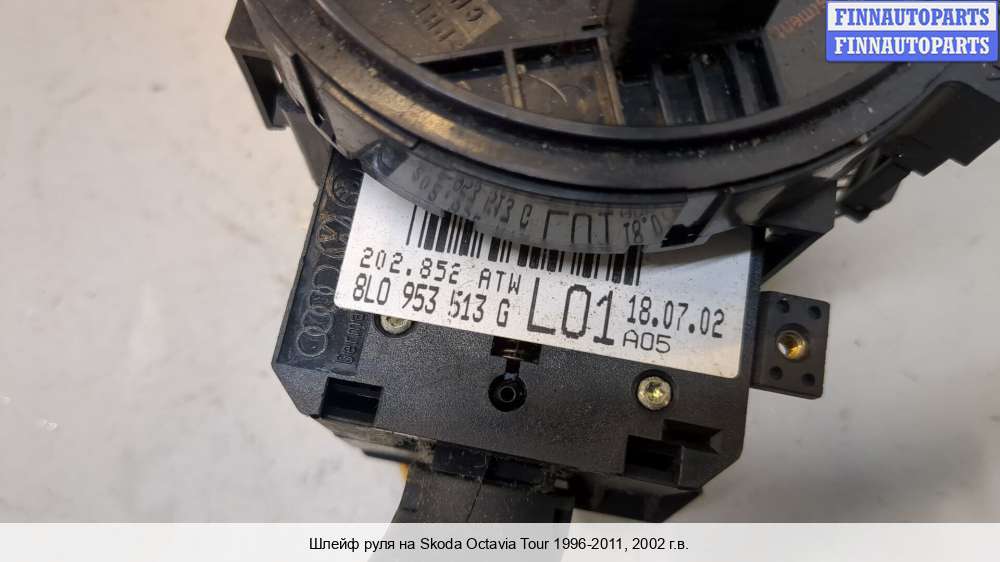 FINNAUTOPARTS
FINNAUTOPARTS
202.852 ATW
8L0 953 513 G L01 18.07.02
A05
Шлейф руля на Skoda Octavia Tour 1996-2011, 2002 г.в.